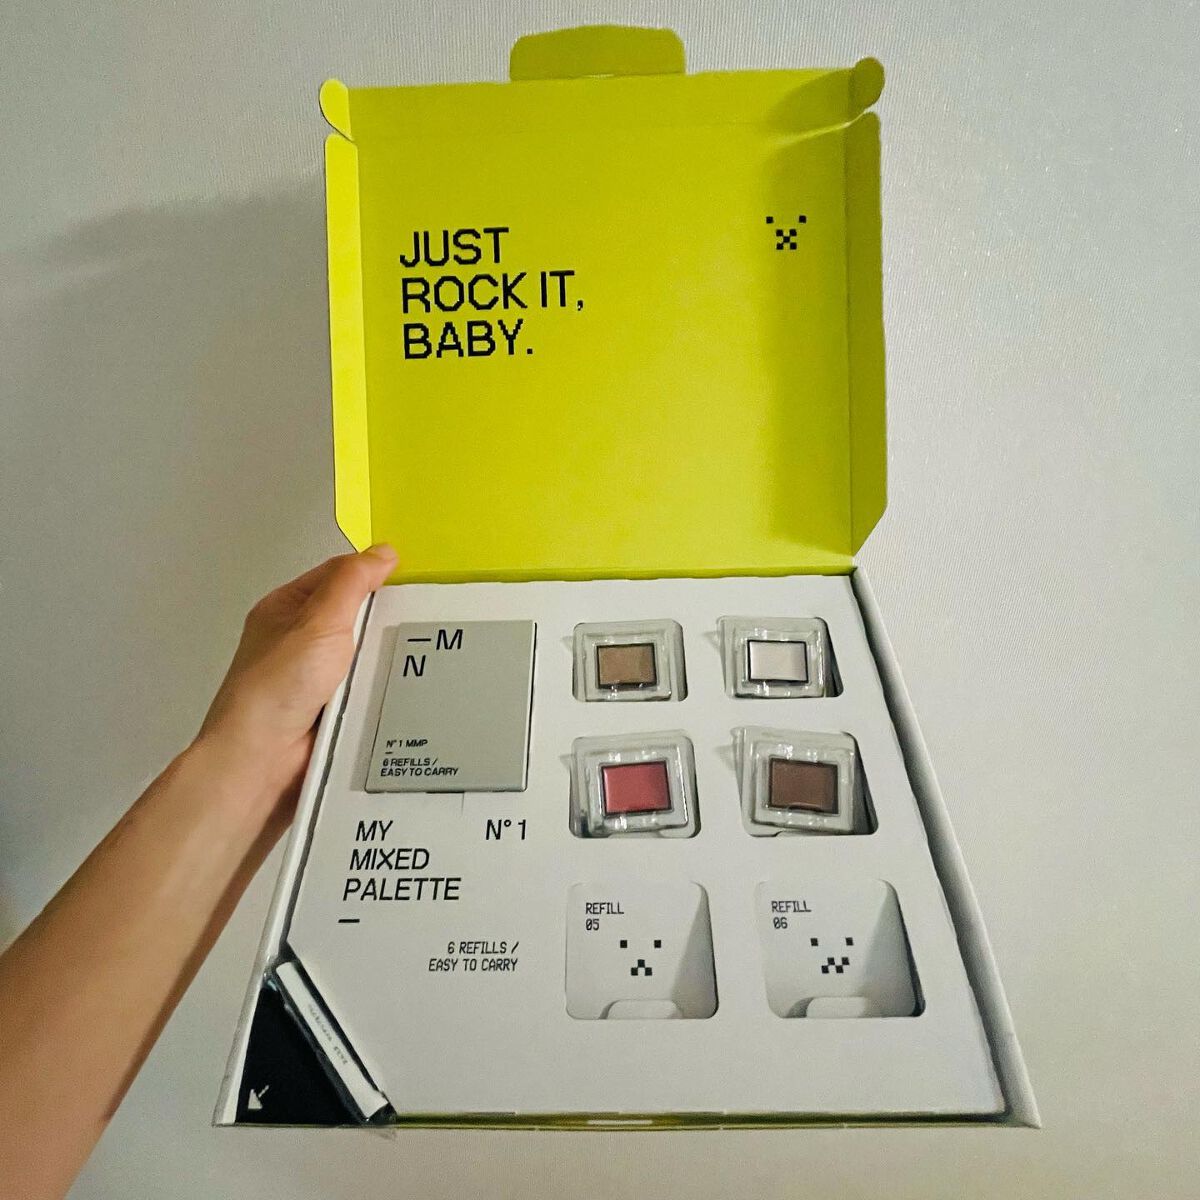 JUST
ROCK IT,
BABY.
—M
N
N°1 MMP
6 REFILLS /
EASY TO CARRY
MY
MIXED
PALETTE
N° 1
6 REFILLS /
EASY TO CARRY
REFILL
05
REFILL
06